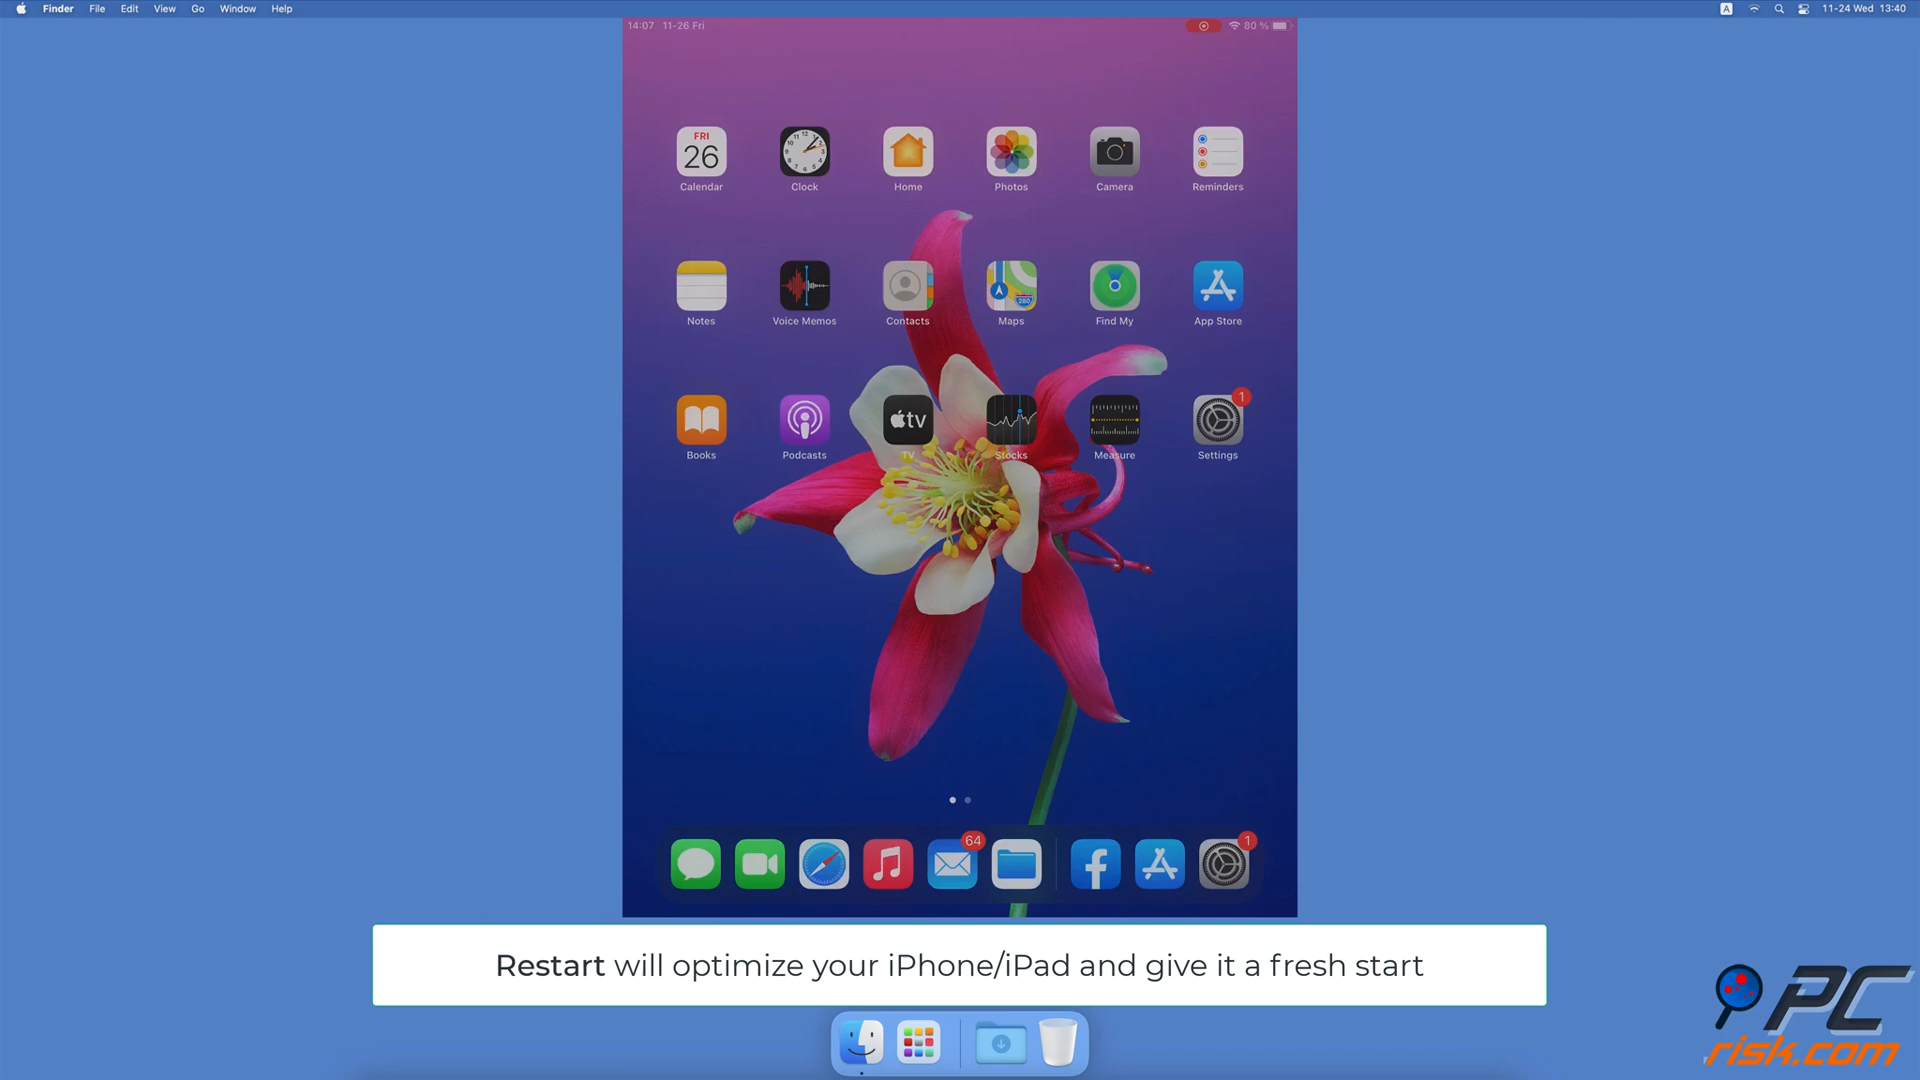 Finder File Edit View Go Window Help
A 11-24 Wed 13:40
14:07 11-26 Fri
80 %
FRI
26
Calendar Clock Home Photos Camera Reminders
280
Notes Voice Memos Contacts Maps Find My App Store
tv
1
Books Podcasts TV Stocks Measure Settings
64
1
Restart will optimize your iPhone/iPad and give it a fresh start
PC
risk.com